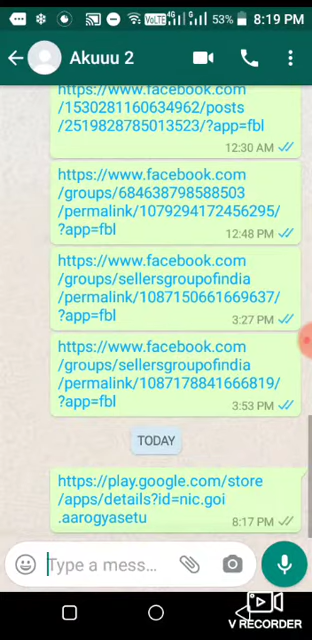 VoLTE 4G 53% 8:19 PM
Akuuu 2
https://www.facebook.com
/1530281160634962/posts
/2519828785013523/?app=fbl
12:30 AM
https://www.facebook.com
/groups/684638798588503
/permalink/1079294172456295/
?app=fbl
12:48 PM
https://www.facebook.com
/groups/sellersgroupofindia
/permalink/1087150661669637/
?app=fbl
3:27 PM
https://www.facebook.com
/groups/sellersgroupofindia
/permalink/1087178841666819/
?app=fbl
3:53 PM
TODAY
https://play.google.com/store
/apps/details?id=nic.goi
.aarogyasetu
8:17 PM
Type a mess...
V RECORDER